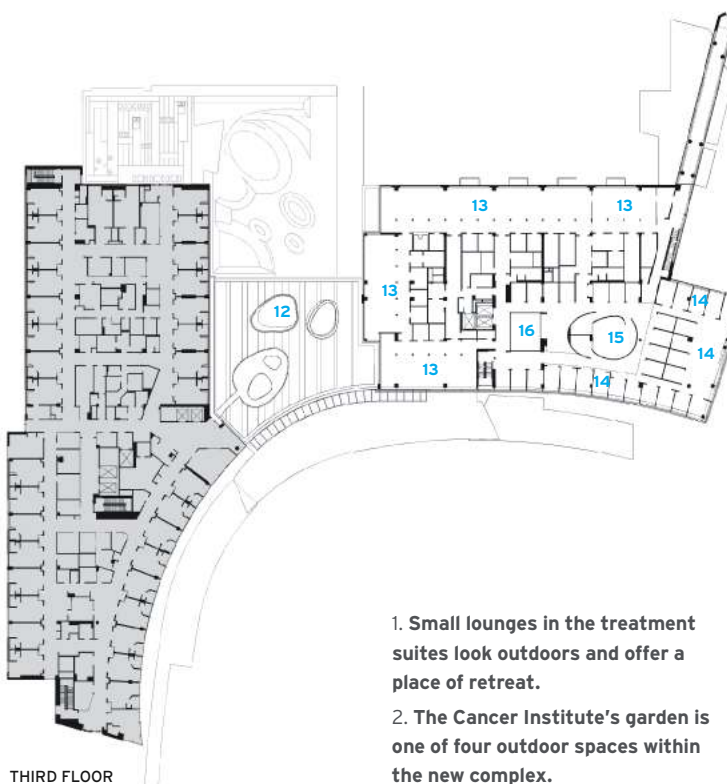 13 13
14
13
12
16 15
14
13
14
1. Small lounges in the treatment
suites look outdoors and offer a
place of retreat.
2. The Cancer Institute's garden is
one of four outdoor spaces within
the new complex.
THIRD FLOOR